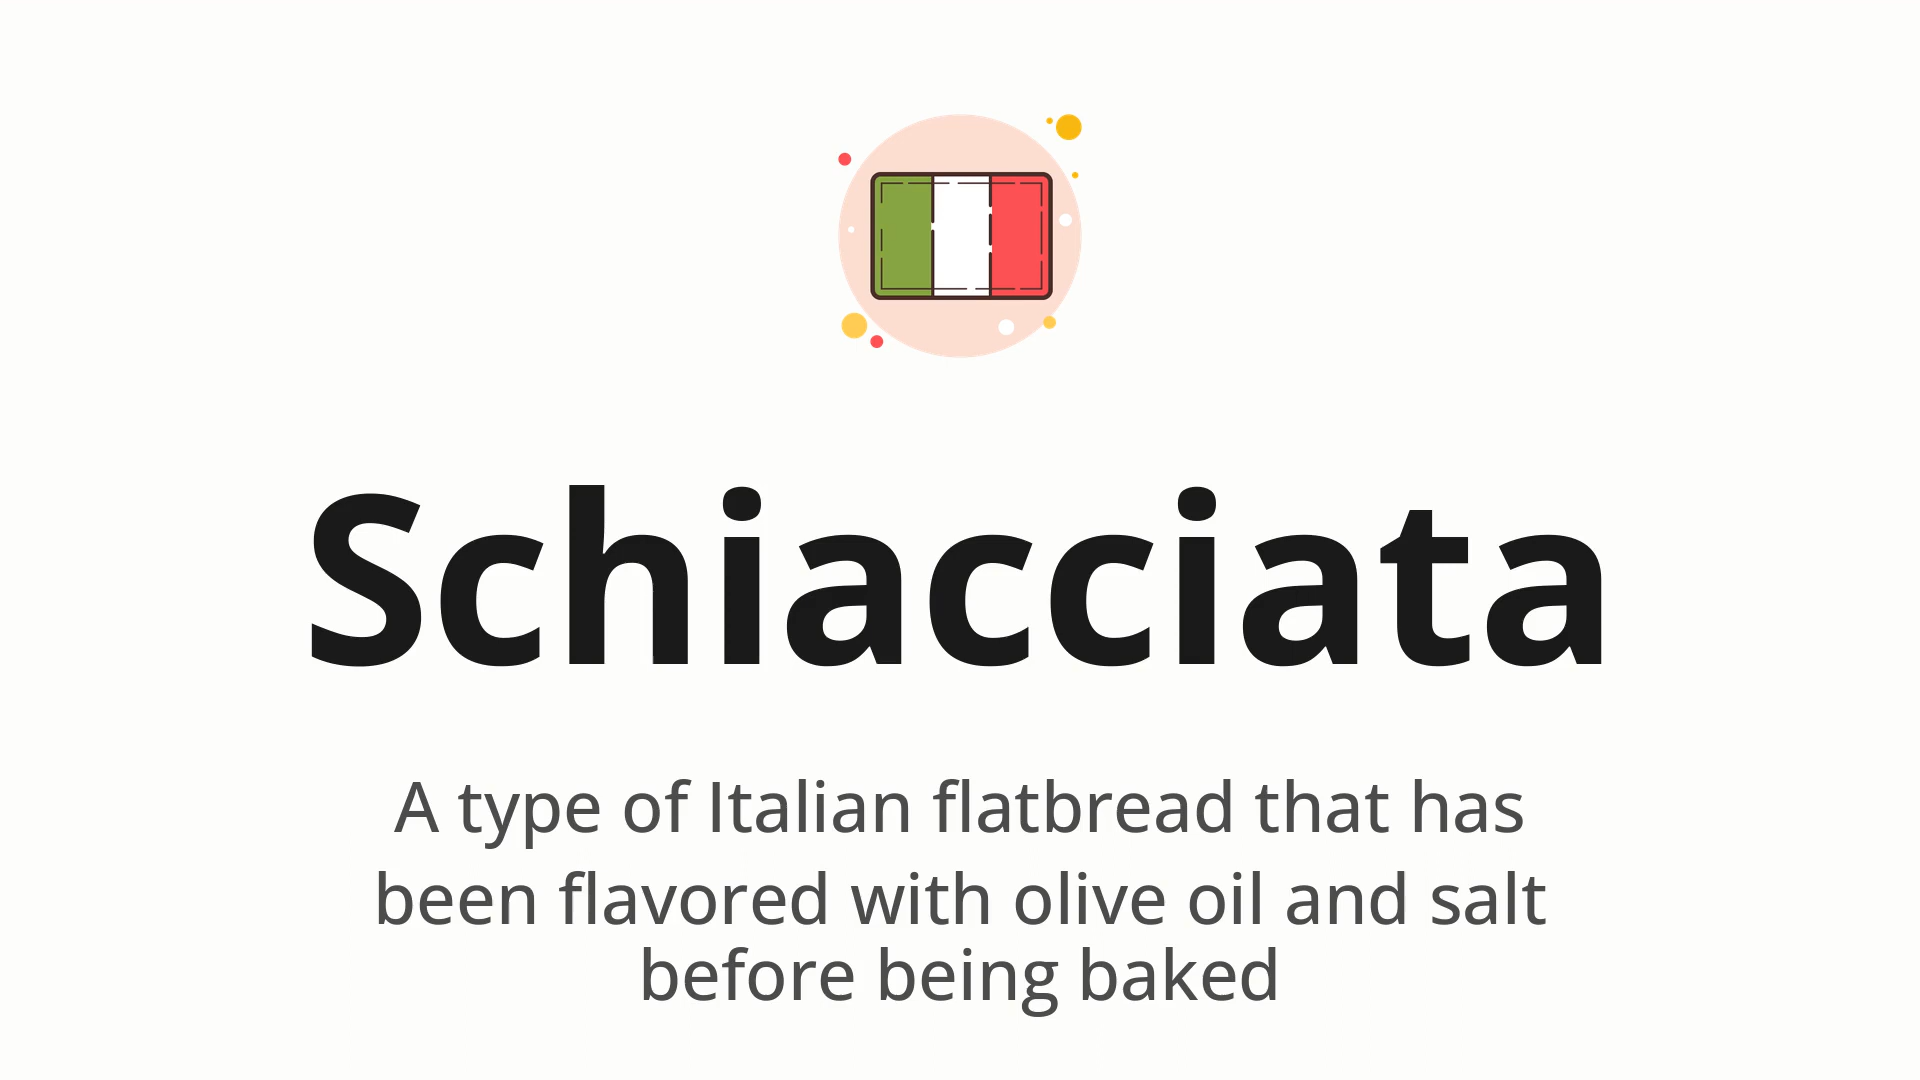 Schiacciata
A type of Italian flatbread that has
been flavored with olive oil and salt
before being baked